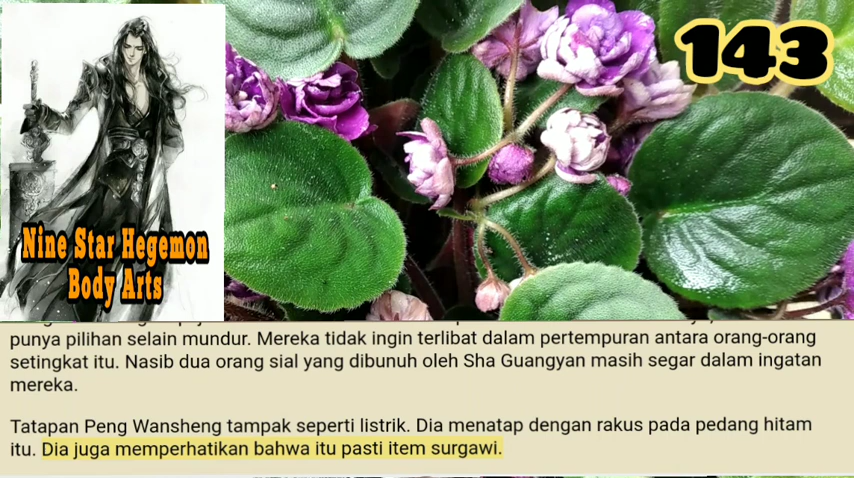 143
Nine Star Hegemon
Body Arts
punya pilihan selain mundur. Mereka tidak ingin terlibat dalam pertempuran antara orang-orang
setingkat itu. Nasib dua orang sial yang dibunuh oleh Sha Guangyan masih segar dalam ingatan
mereka.
Tatapan Peng Wansheng tampak seperti listrik. Dia menatap dengan rakus pada pedang hitam
itu. Dia juga memperhatikan bahwa itu pasti item surgawi.